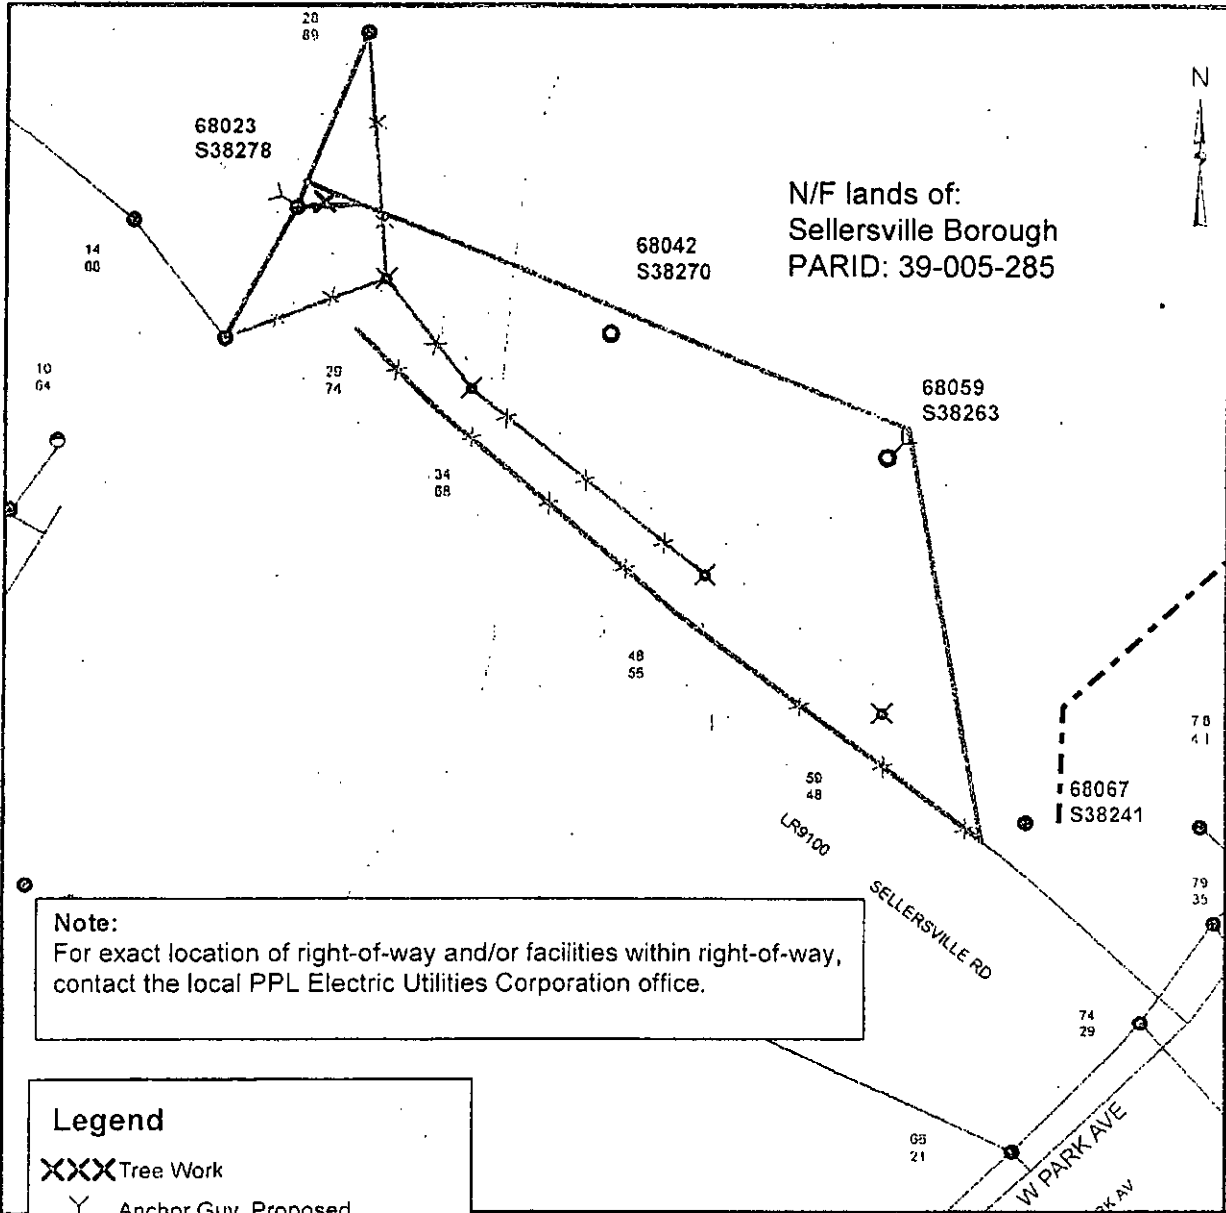 28
89
N
68023
S38278
N/F lands of:
Sellersville Borough
PARID: 39-005-285
68042
S38270
14
10
64
29
74
68059
S38263
34
68
48
55
78
41
59
48
68067
S38241
LR9100
SELLERSVILLE RD
79
35
Note:
For exact location of right-of-way and/or facilities within right-of-way,
contact the local PPL Electric Utilities Corporation office.
74
29
Legend
XXX Tree Work
Anchor Guy, Proposed
21
W PARK AVE
RK AV